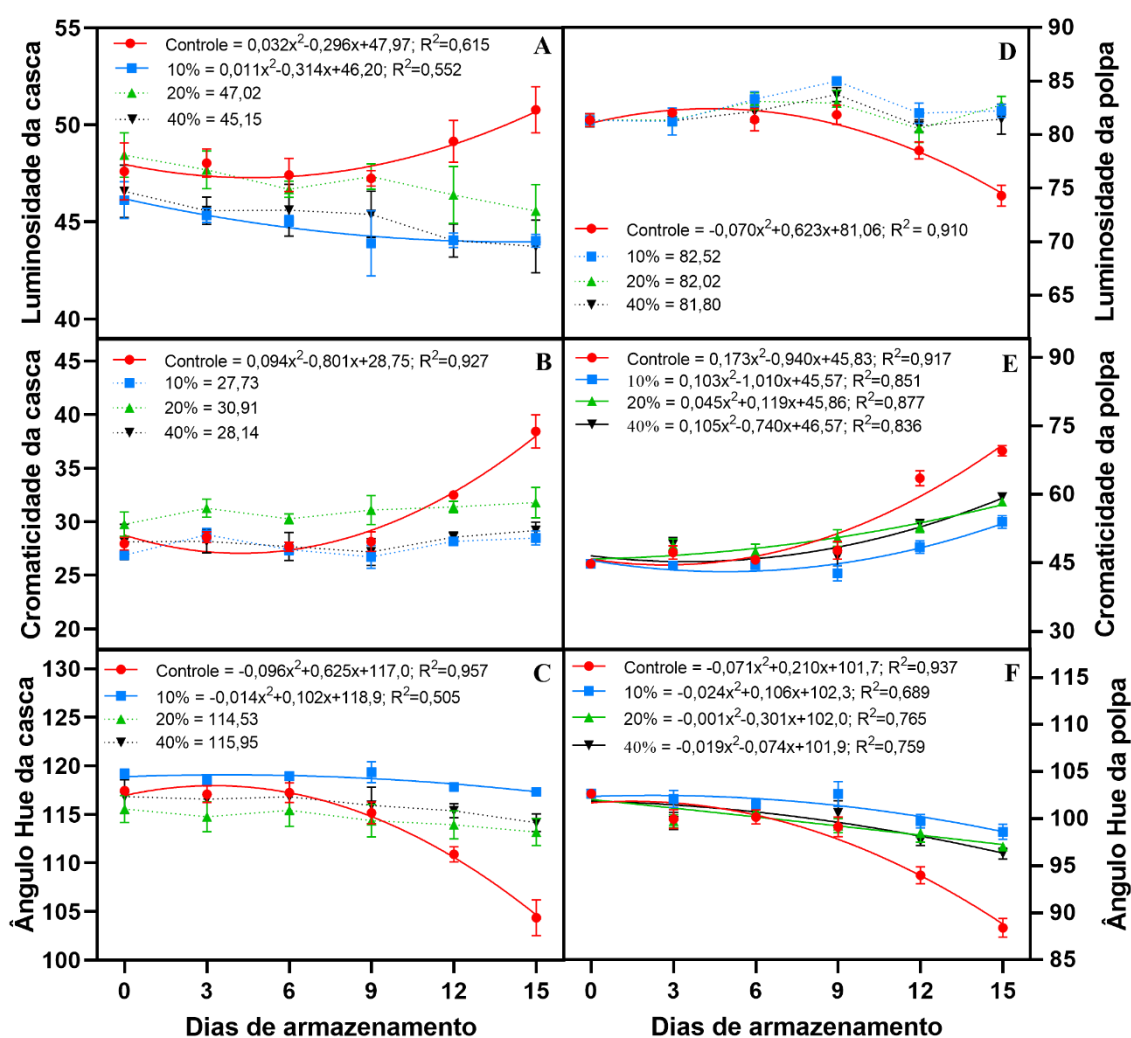 A
Controle = 0,032x²-0,296x+47,97; R²=0,615
10% = 0,011x²-0,314x+46,20; R²=0,552
20% = 47,02
40% = 45,15
Luminosidade da casca
55
50
45
40
D
Controle = -0,070x²+0,623x+81,06; R² = 0,910
10% = 82,52
20% = 82,02
40% = 81,80
Luminosidade da polpa
90
85
80
75
70
65
B
Controle = 0,094x²-0,801x+28,75; R²=0,927
10% = 27,73
20% = 30,91
40% = 28,14
Cromaticidade da casca
45
40
35
30
25
20
E
Controle = 0,173x²-0,940x+45,83; R²=0,917
10% = 0,103x²-1,010x+45,57; R²=0,851
20% = 0,045x²+0,119x+45,86; R²=0,877
40% = 0,105x²-0,740x+46,57; R²=0,836
Cromaticidade da polpa
90
75
60
45
30
C
Controle = -0,096x²+0,625x+117,0; R²=0,957
10% = -0,014x²+0,102x+118,9; R²=0,505
20% = 114,53
40% = 115,95
Ângulo Hue da casca
130
125
120
115
110
105
100
0 3 6 9 12 15
Dias de armazenamento
F
Controle = -0,071x²+0,210x+101,7; R²=0,937
10% = -0,024x²+0,106x+102,3; R²=0,689
20% = -0,001x²-0,301x+102,0; R²=0,765
40% = -0,019x²-0,074x+101,9; R²=0,759
Ângulo Hue da polpa
115
110
105
100
95
90
85
0 3 6 9 12 15
Dias de armazenamento